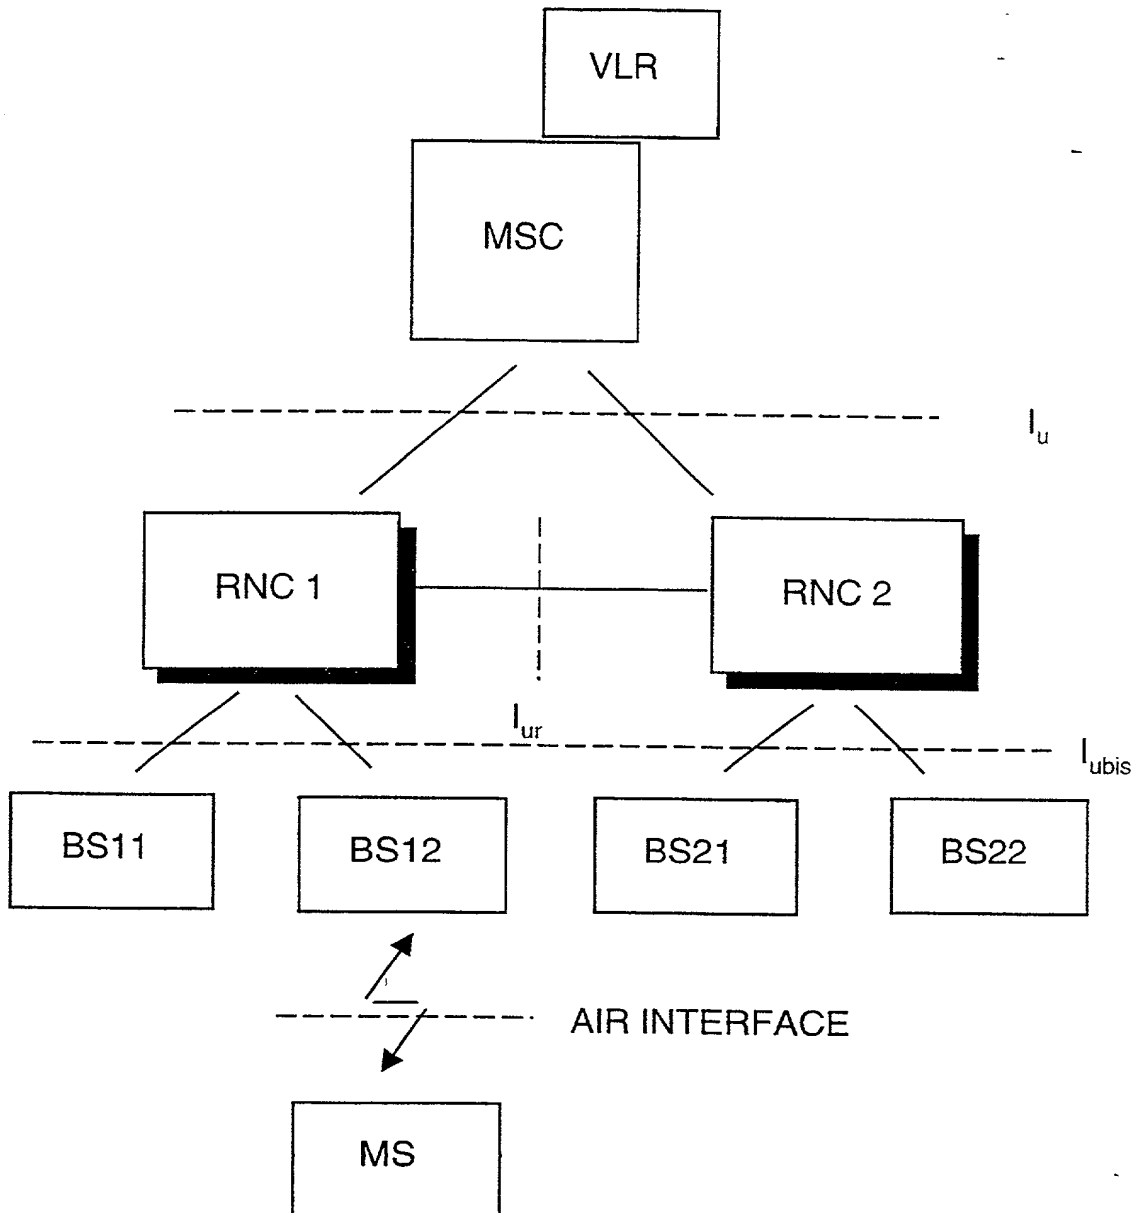 VLR
MSC
Iu
RNC 1
RNC 2
Iur
Iubis
BS11
BS12
BS21
BS22
AIR INTERFACE
MS